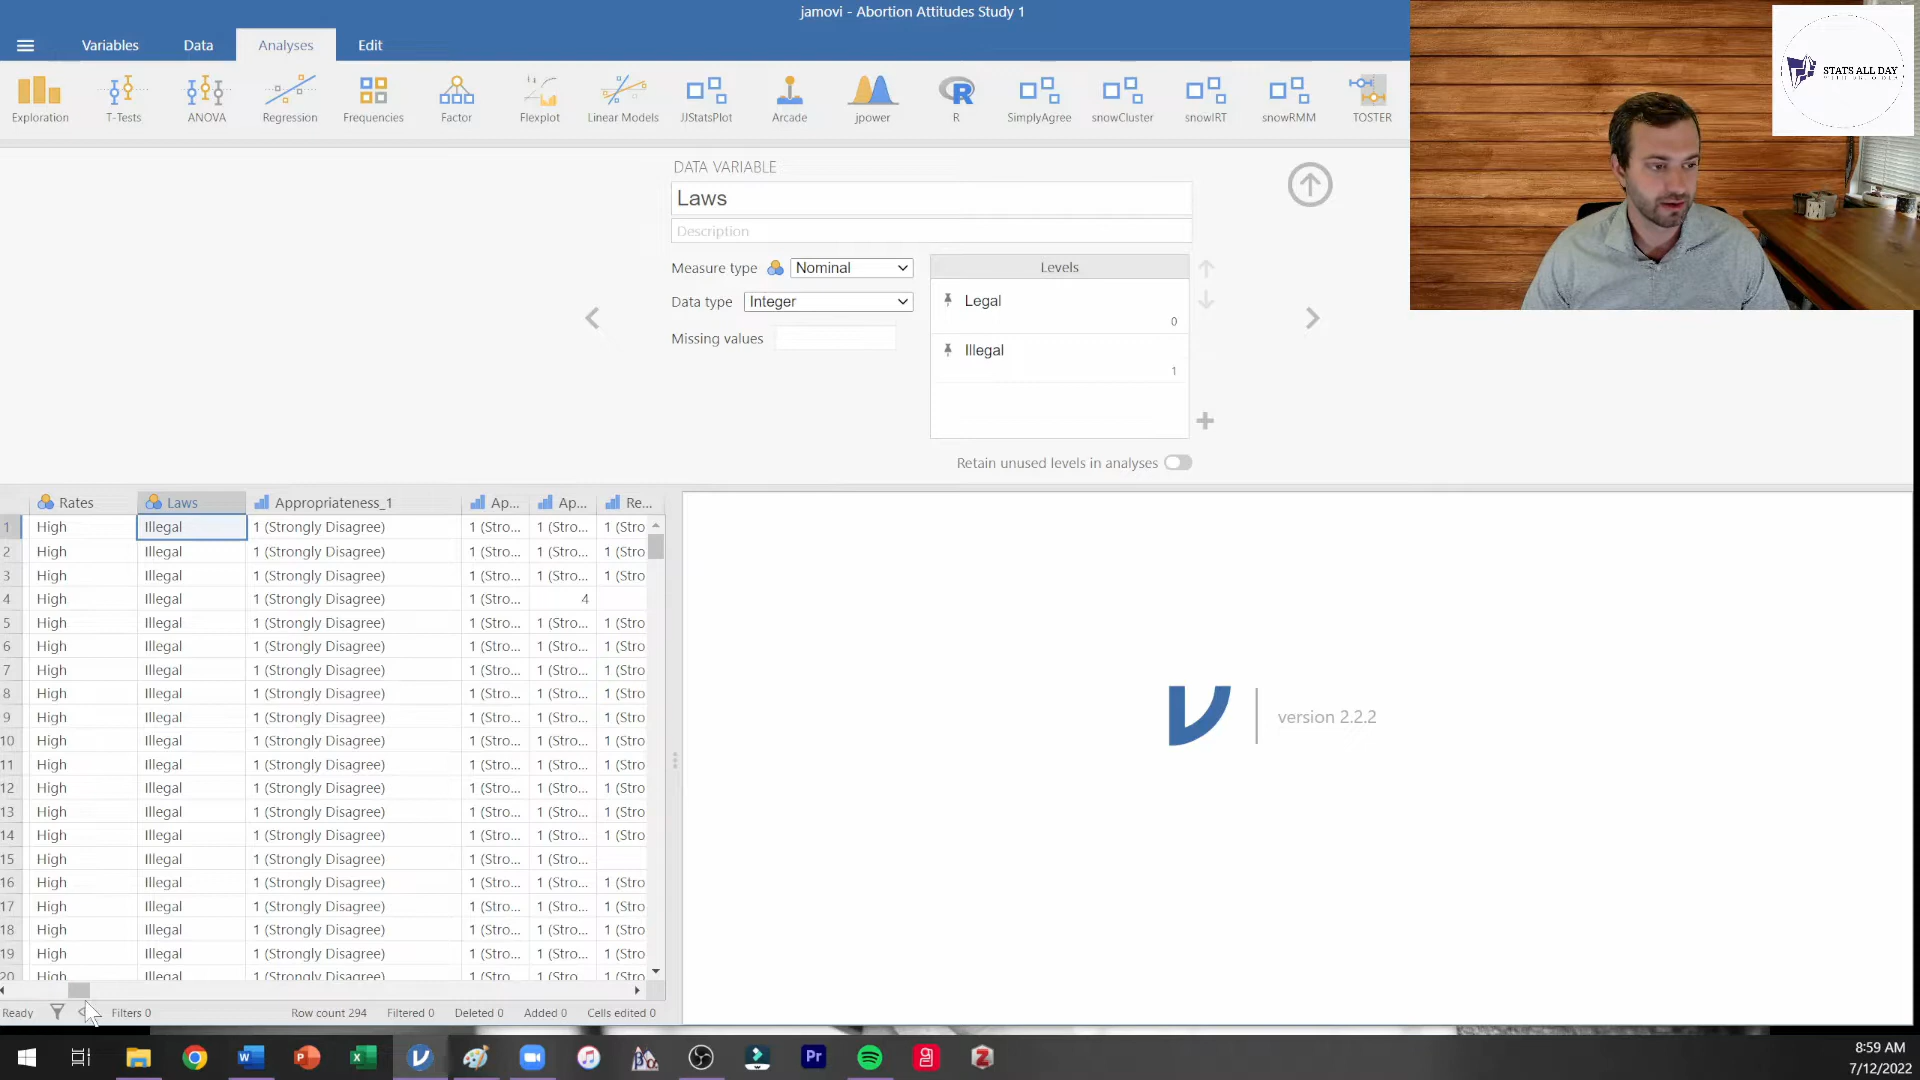 jamovi - Abortion Attitudes Study 1
Variables Data Analyses Edit
Exploration T-Tests ANOVA Regression Frequencies Factor Flexplot Linear Models JJStatsPlot Arcade jpower R SimplyAgree snowCluster snowIRT snowRMM TOSTER
STATS ALL DAY
DATA VARIABLE
Laws
Description
Measure type Nominal
Data type Integer
Missing values
Levels
Legal
0
Illegal
1
Retain unused levels in analyses
Rates Laws Appropriateness_1 Ap... Ap... Re...
1 High Illegal 1 (Strongly Disagree) 1 (Stro... 1 (Stro... 1 (Stro
2 High Illegal 1 (Strongly Disagree) 1 (Stro... 1 (Stro... 1 (Stro
3 High Illegal 1 (Strongly Disagree) 1 (Stro... 1 (Stro... 1 (Stro
4 High Illegal 1 (Strongly Disagree) 1 (Stro... 4
5 High Illegal 1 (Strongly Disagree) 1 (Stro... 1 (Stro... 1 (Stro
6 High Illegal 1 (Strongly Disagree) 1 (Stro... 1 (Stro... 1 (Stro
7 High Illegal 1 (Strongly Disagree) 1 (Stro... 1 (Stro... 1 (Stro
8 High Illegal 1 (Strongly Disagree) 1 (Stro... 1 (Stro... 1 (Stro
9 High Illegal 1 (Strongly Disagree) 1 (Stro... 1 (Stro... 1 (Stro
10 High Illegal 1 (Strongly Disagree) 1 (Stro... 1 (Stro... 1 (Stro
11 High Illegal 1 (Strongly Disagree) 1 (Stro... 1 (Stro... 1 (Stro
12 High Illegal 1 (Strongly Disagree) 1 (Stro... 1 (Stro... 1 (Stro
13 High Illegal 1 (Strongly Disagree) 1 (Stro... 1 (Stro... 1 (Stro
14 High Illegal 1 (Strongly Disagree) 1 (Stro... 1 (Stro... 1 (Stro
15 High Illegal 1 (Strongly Disagree) 1 (Stro... 1 (Stro...
16 High Illegal 1 (Strongly Disagree) 1 (Stro... 1 (Stro... 1 (Stro
17 High Illegal 1 (Strongly Disagree) 1 (Stro... 1 (Stro... 1 (Stro
18 High Illegal 1 (Strongly Disagree) 1 (Stro... 1 (Stro... 1 (Stro
19 High Illegal 1 (Strongly Disagree) 1 (Stro... 1 (Stro... 1 (Stro
20 High Illegal 1 (Strongly Disagree) 1 (Stro 1 (Stro 1 (Stro
version 2.2.2
Ready Filters 0 Row count 294 Filtered 0 Deleted 0 Added 0 Cells edited 0
8:59 AM
7/12/2022